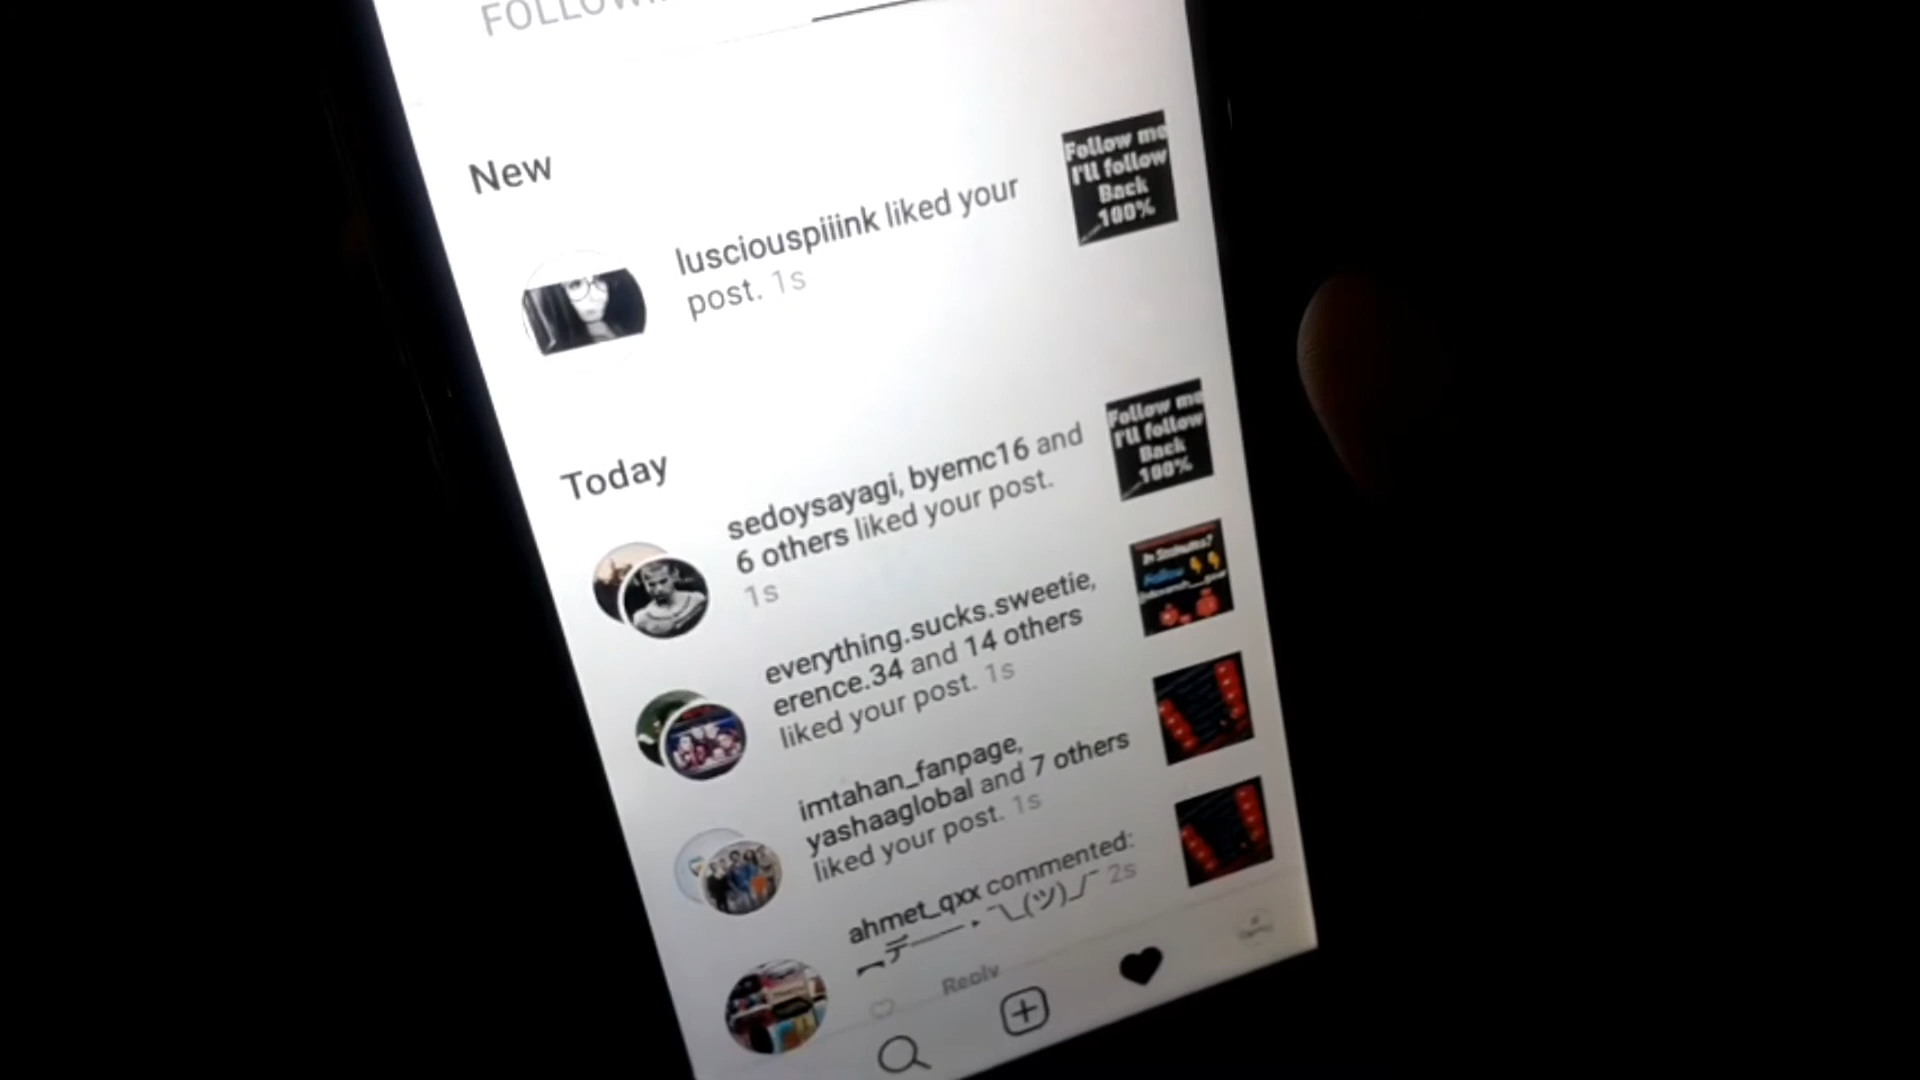 New
lusciouspiiink liked your
post. 1s
Follow me
I'll follow
Back
100%
Today
sedoysayagi, byemc16 and
6 others liked your post.
1s
Follow me
I'll follow
Back
100%
everything.sucks.sweetie,
erence.34 and 14 others
liked your post. 1s
Follow
imtahan_fanpage,
yashaaglobal and 7 others
liked your post. 1s
ahmet_qxx commented:
¯\_(ツ)_/¯ 2s
Reply